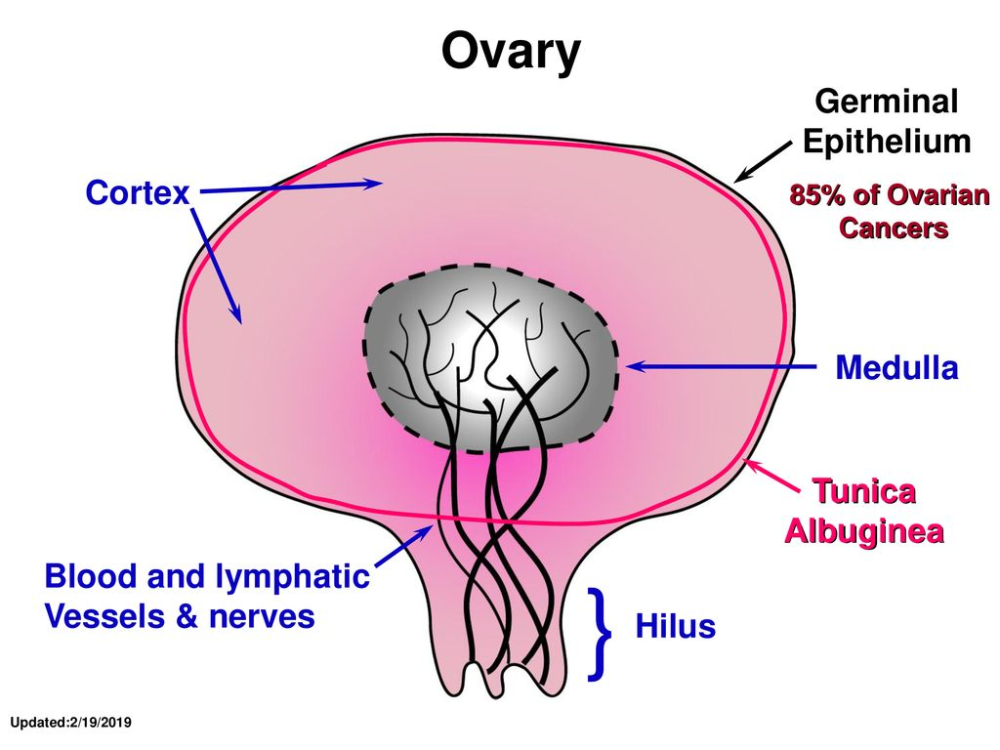 Ovary
Germinal
Epithelium
85% of Ovarian
Cancers
Cortex
Medulla
Tunica
Albuginea
Blood and lymphatic
Vessels & nerves
} Hilus
Updated:2/19/2019